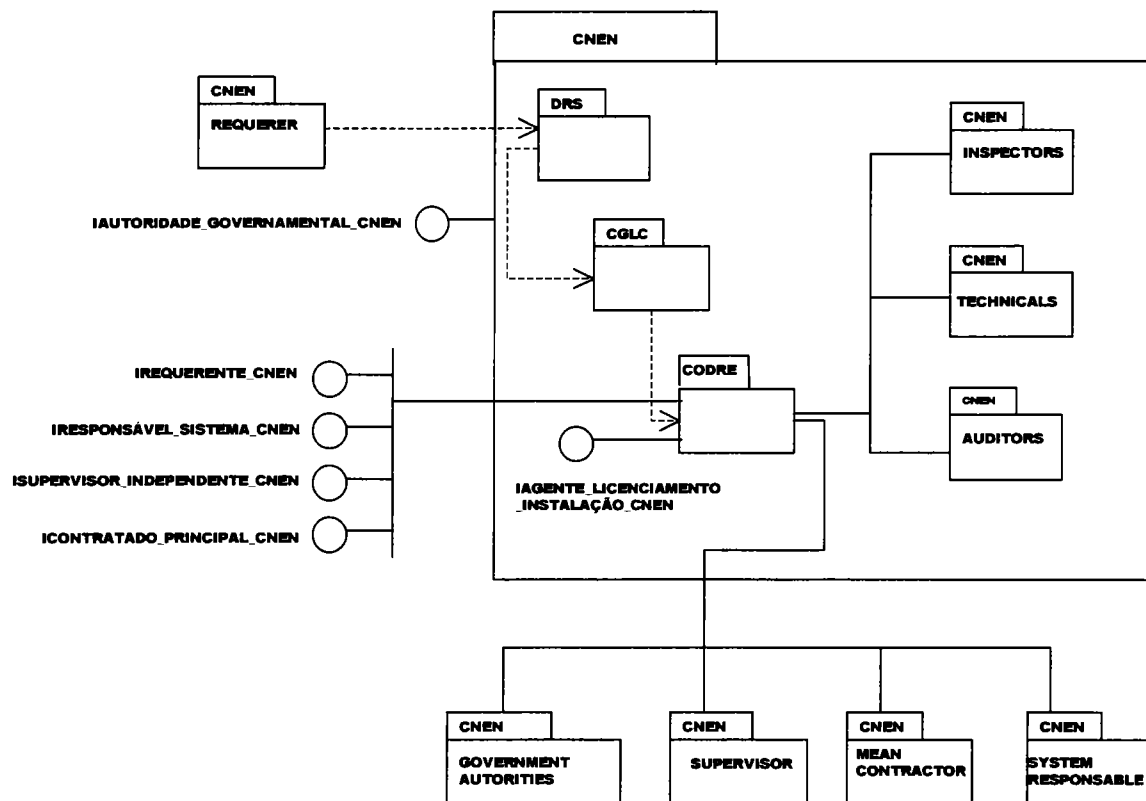 CNEN
CNEN
REQUERER
DRS
CNEN
INSPECTORS
IAUTORIDADE_GOVERNAMENTAL_CNEN
CGLC
CNEN
TECHNICALS
IREQUERENTE_CNEN
CODRE
CNEN
AUDITORS
IRESPONSÁVEL_SISTEMA_CNEN
ISUPERVISOR_INDEPENDENTE_CNEN
IAGENTE_LICENCIAMENTO
_INSTALAÇÃO_CNEN
ICONTRATADO_PRINCIPAL_CNEN
CNEN
GOVERNMENT
AUTORITIES
CNEN
SUPERVISOR
CNEN
MEAN
CONTRACTOR
CNEN
SYSTEM
RESPONSABLE